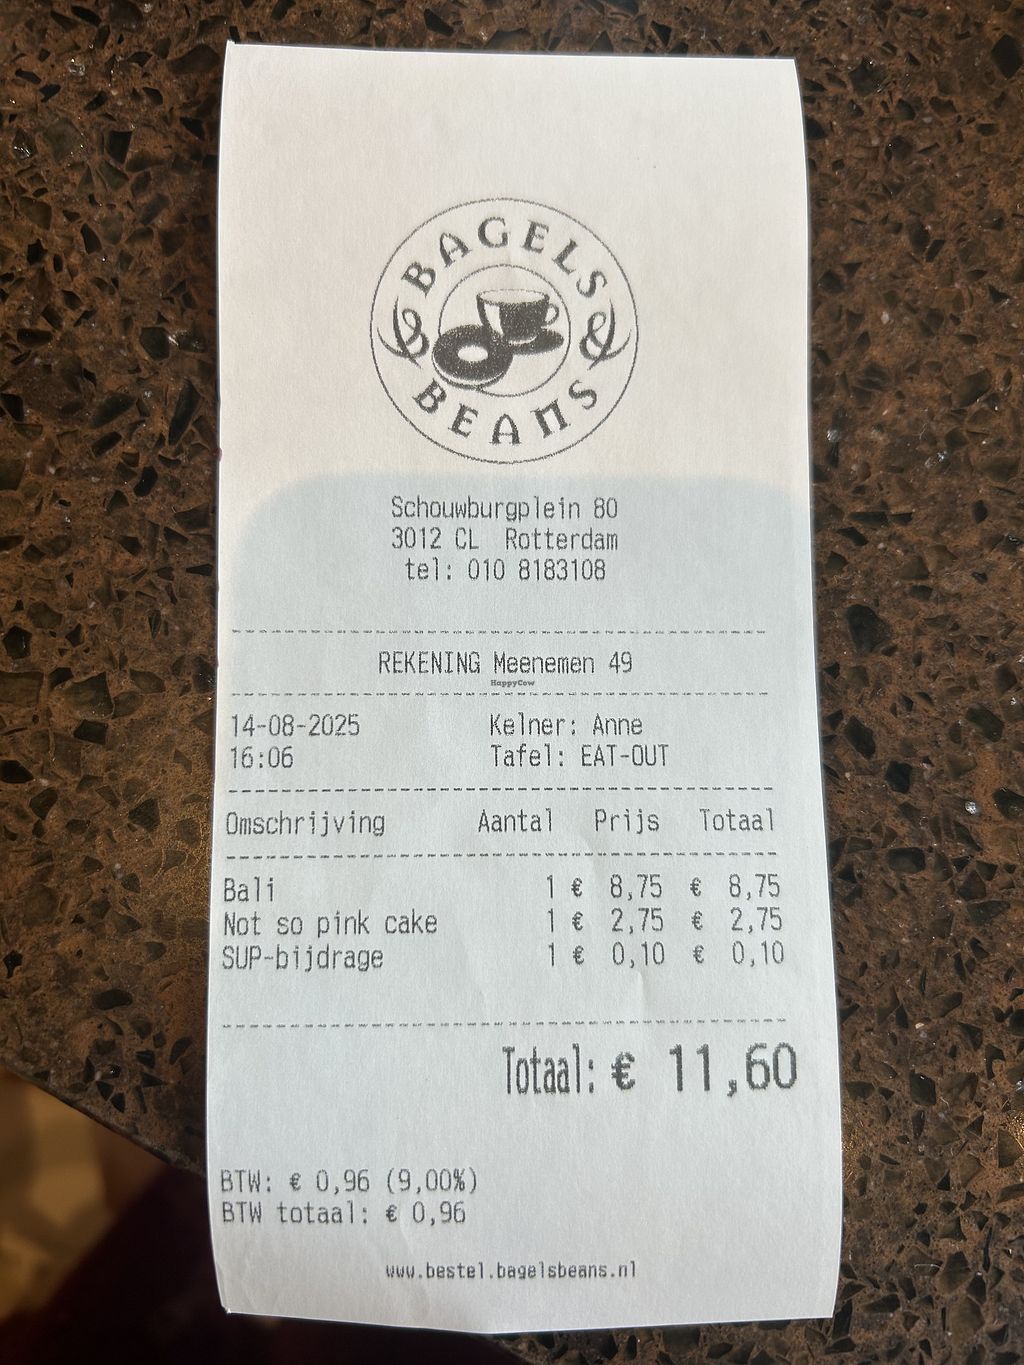 BAGELS
& &
BEANS
Schouwburgplein 80
3012 CL Rotterdam
tel: 010 8183108
REKENING Meenemen 49
HappyCow
14-08-2025 Kelner: Anne
16:06 Tafel: EAT-OUT
Omschrijving Aantal Prijs Totaal
Bali 1 € 8,75 € 8,75
Not so pink cake 1 € 2,75 € 2,75
SUP-bijdrage 1 € 0,10 € 0,10
Totaal: € 11,60
BTW: € 0,96 (9,00%)
BTW totaal: € 0,96
www.bestel.bagelsbeans.nl